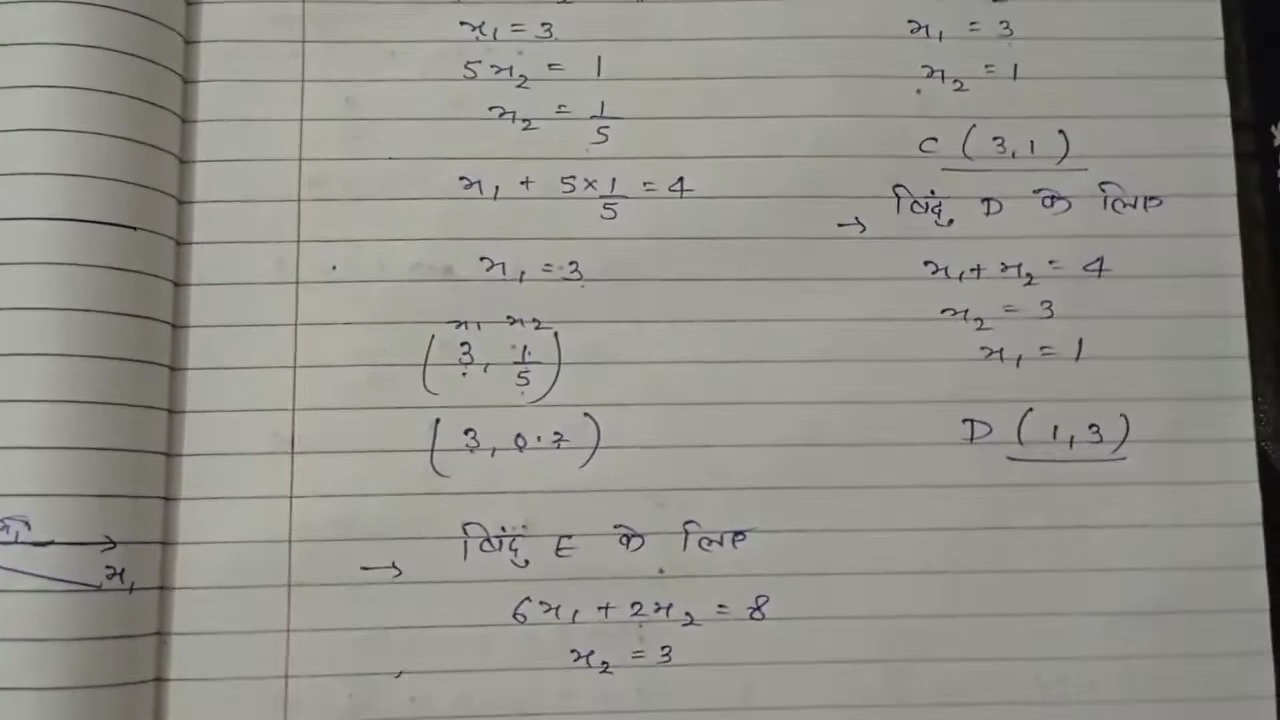 x₁ = 3
5x₂ = 1
x₂ = 1/5
x₁ + 5×1/5 = 4
x₁ = 3
x₁ x₂
(3, 1/5)
(3, 0.2)
→ बिंदु E के लिए
6x₁ + 2x₂ = 8
x₂ = 3
x₁ = 3
x₂ = 1
C (3,1)
→ बिंदु D के लिए
x₁ + x₂ = 4
x₂ = 3
x₁ = 1
D (1,3)
x₁